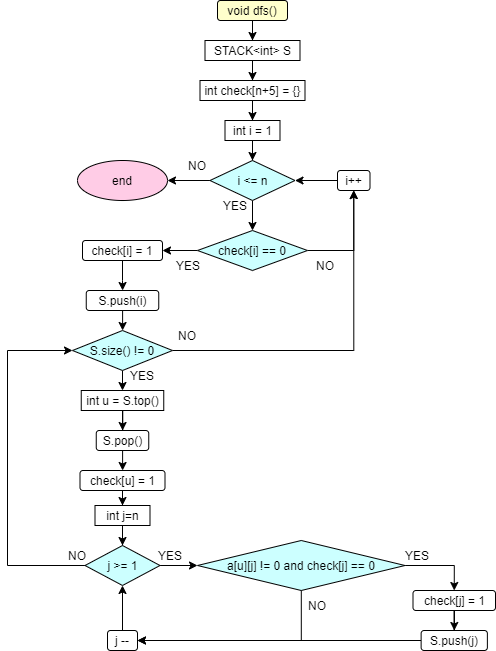 void dfs()
STACK<int> S
int check[n+5] = {}
int i = 1
NO
end
i <= n
i++
YES
check[i] = 1
check[i] == 0
YES
NO
S.push(i)
NO
S.size() != 0
YES
int u = S.top()
S.pop()
check[u] = 1
int j=n
NO
YES
YES
j >= 1
a[u][j] != 0 and check[j] == 0
NO
check[j] = 1
j --
S.push(j)